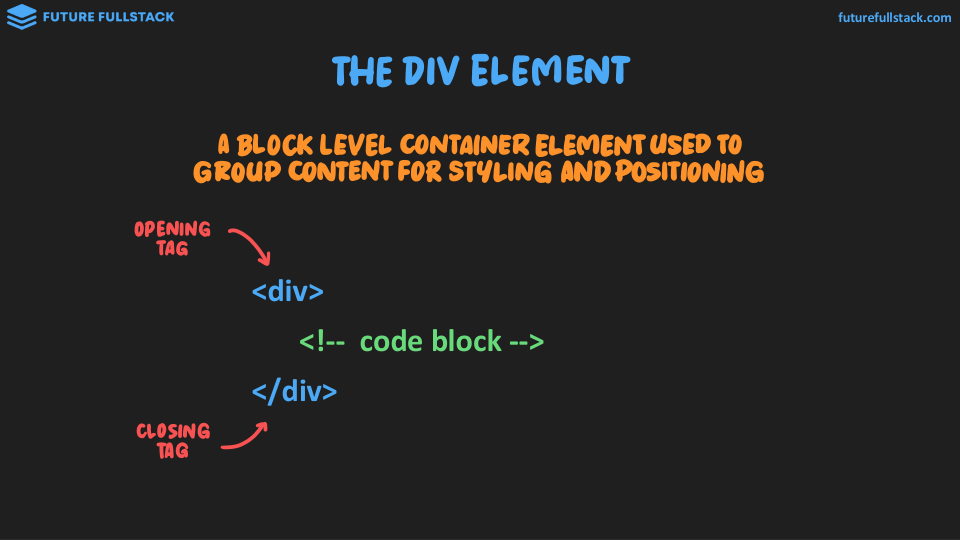 FUTURE FULLSTACK
futurefullstack.com
THE DIV ELEMENT
A BLOCK LEVEL CONTAINER ELEMENT USED TO
GROUP CONTENT FOR STYLING AND POSITIONING
OPENING
TAG
<div>
<!-- code block -->
</div>
CLOSING
TAG